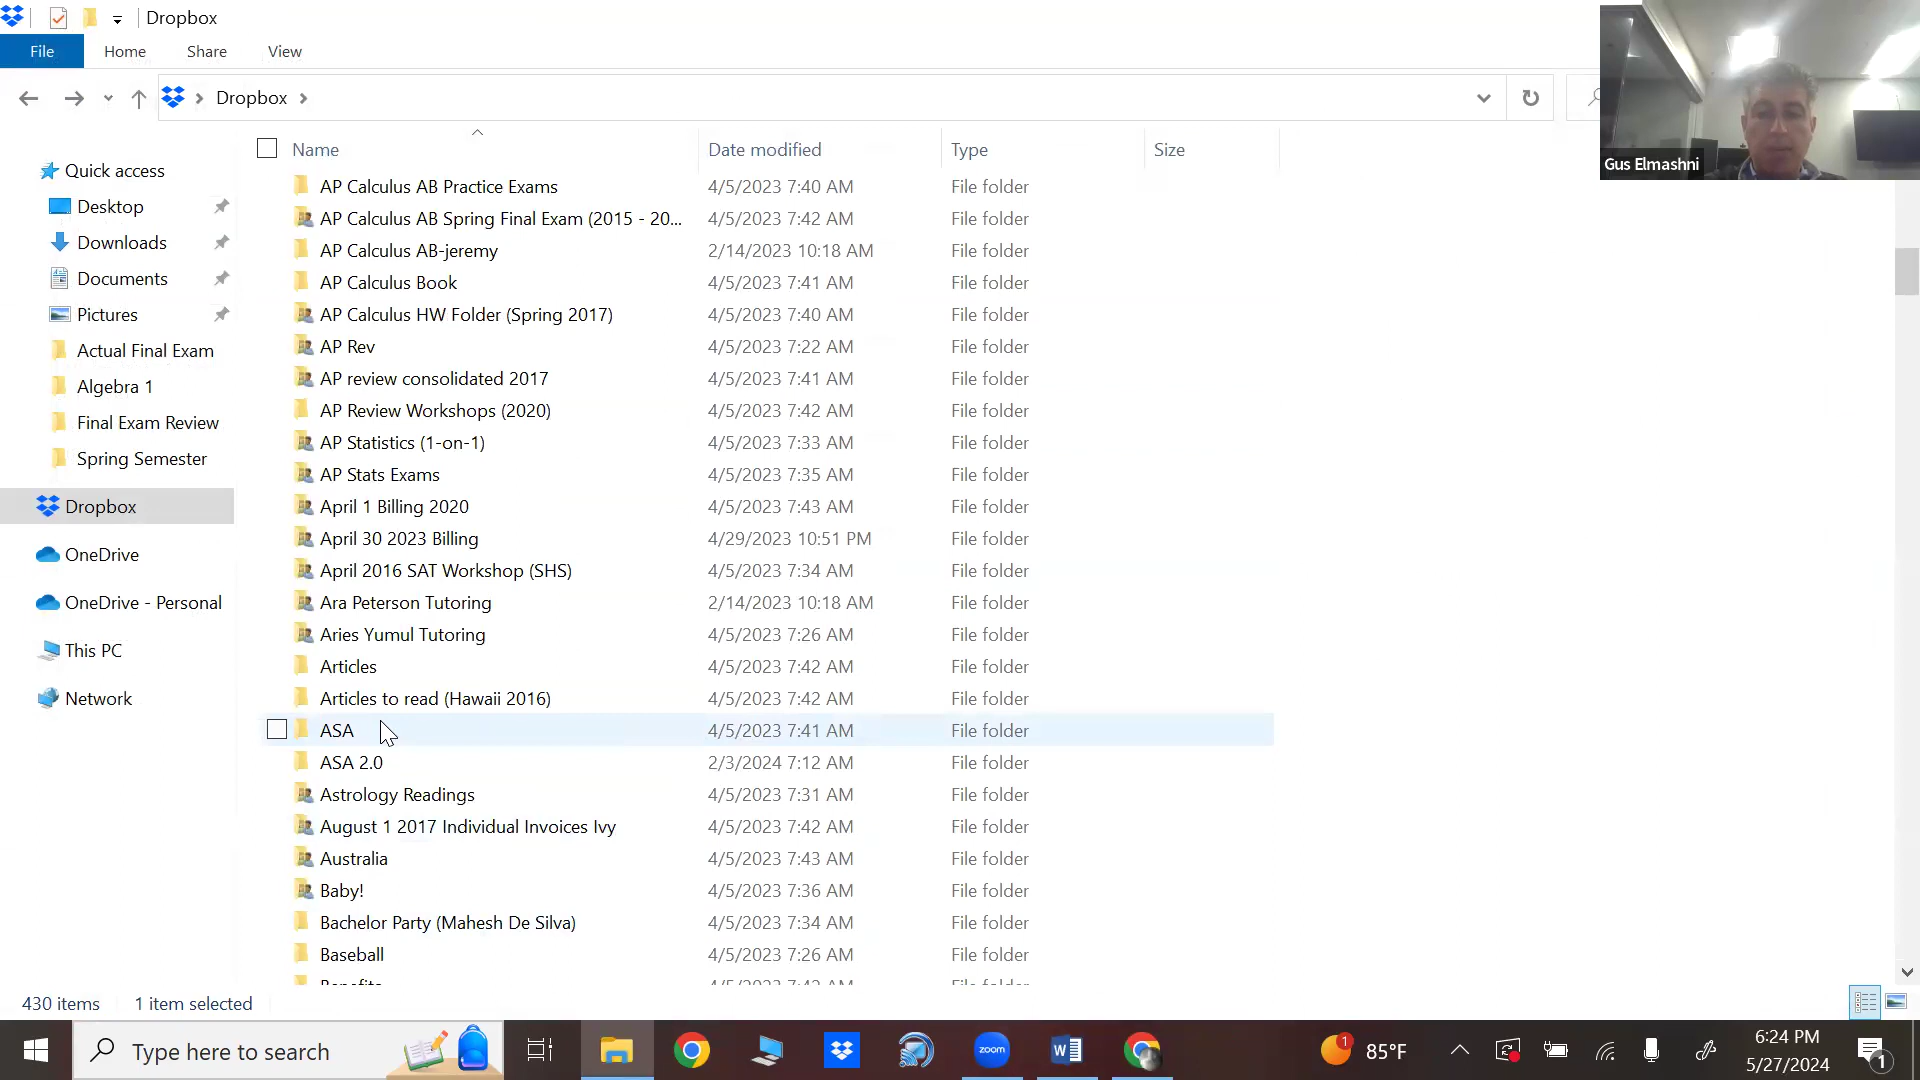 Dropbox
File Home Share View
Dropbox
Gus Elmashni
Name Date modified Type Size
Quick access
Desktop
Downloads
Documents
Pictures
Actual Final Exam
Algebra 1
Final Exam Review
Spring Semester
Dropbox
OneDrive
OneDrive - Personal
This PC
Network
AP Calculus AB Practice Exams 4/5/2023 7:40 AM File folder
AP Calculus AB Spring Final Exam (2015 - 20... 4/5/2023 7:42 AM File folder
AP Calculus AB-jeremy 2/14/2023 10:18 AM File folder
AP Calculus Book 4/5/2023 7:41 AM File folder
AP Calculus HW Folder (Spring 2017) 4/5/2023 7:40 AM File folder
AP Rev 4/5/2023 7:22 AM File folder
AP review consolidated 2017 4/5/2023 7:41 AM File folder
AP Review Workshops (2020) 4/5/2023 7:42 AM File folder
AP Statistics (1-on-1) 4/5/2023 7:33 AM File folder
AP Stats Exams 4/5/2023 7:35 AM File folder
April 1 Billing 2020 4/5/2023 7:43 AM File folder
April 30 2023 Billing 4/29/2023 10:51 PM File folder
April 2016 SAT Workshop (SHS) 4/5/2023 7:34 AM File folder
Ara Peterson Tutoring 2/14/2023 10:18 AM File folder
Aries Yumul Tutoring 4/5/2023 7:26 AM File folder
Articles 4/5/2023 7:42 AM File folder
Articles to read (Hawaii 2016) 4/5/2023 7:42 AM File folder
ASA 4/5/2023 7:41 AM File folder
ASA 2.0 2/3/2024 7:12 AM File folder
Astrology Readings 4/5/2023 7:31 AM File folder
August 1 2017 Individual Invoices Ivy 4/5/2023 7:42 AM File folder
Australia 4/5/2023 7:43 AM File folder
Baby! 4/5/2023 7:36 AM File folder
Bachelor Party (Mahesh De Silva) 4/5/2023 7:34 AM File folder
Baseball 4/5/2023 7:26 AM File folder
430 items 1 item selected
Type here to search
zoom
1
85°F
6:24 PM
5/27/2024
1